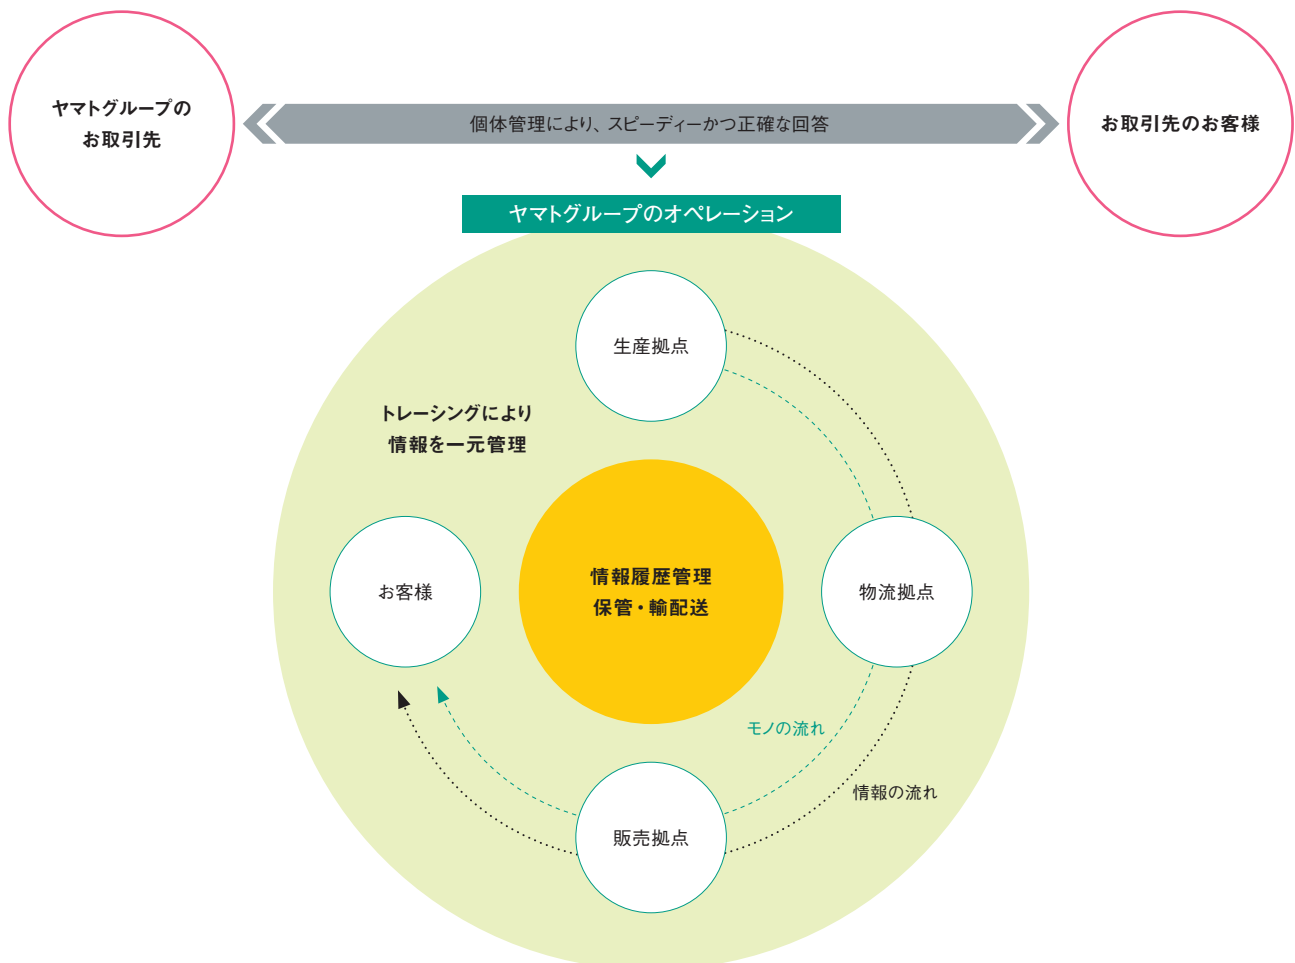 ヤマトグループの
お取引先
個体管理により、スピーディーかつ正確な回答
お取引先のお客様
ヤマトグループのオペレーション
生産拠点
トレーシングにより
情報を一元管理
お客様
情報履歴管理
保管・輸配送
物流拠点
モノの流れ
情報の流れ
販売拠点